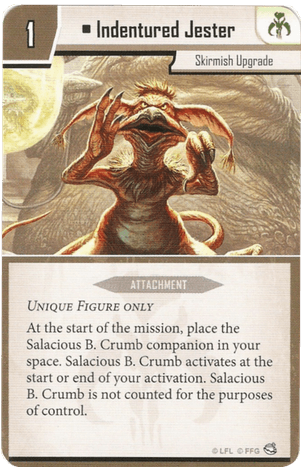 1
▪ Indentured Jester
Skirmish Upgrade
ATTACHMENT
UNIQUE FIGURE ONLY
At the start of the mission, place the
Salacious B. Crumb companion in your
space. Salacious B. Crumb activates at the
start or end of your activation. Salacious
B. Crumb is not counted for the purposes
of control.
© LFL © FFG